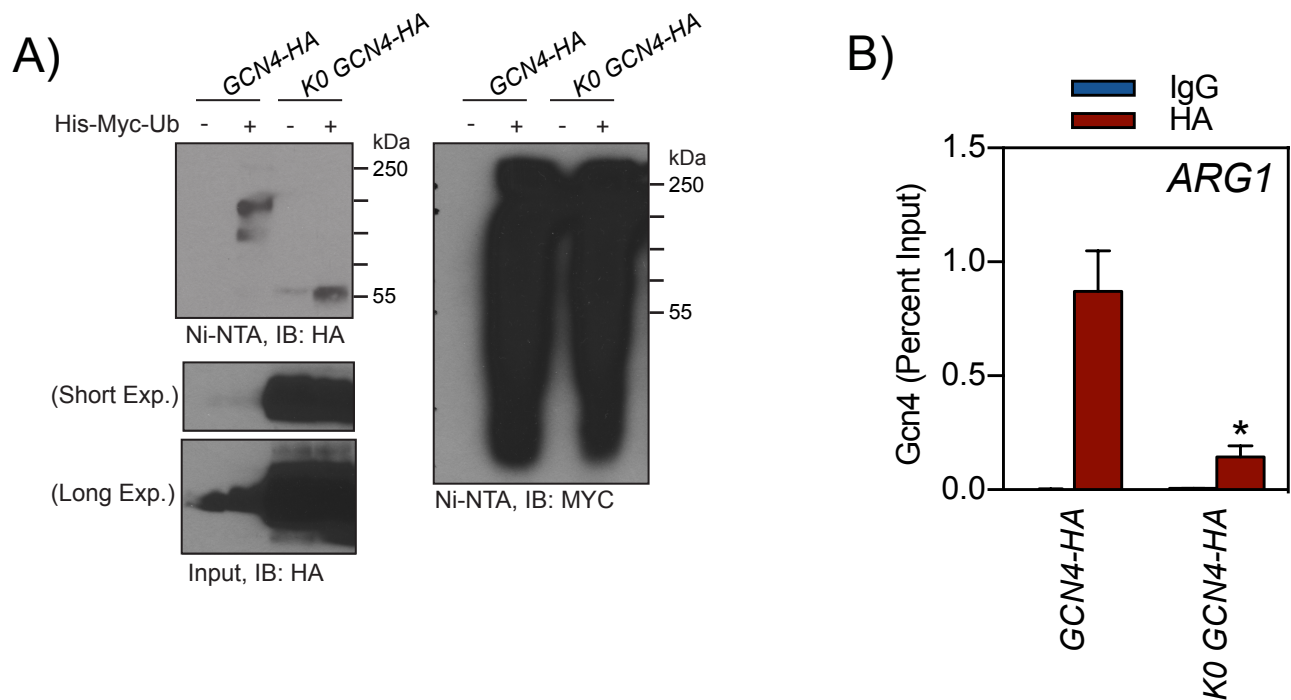 A)
GCN4-HA
K0 GCN4-HA
His-Myc-Ub - + - +
kDa
250
55
Ni-NTA, IB: HA
(Short Exp.)
(Long Exp.)
Input, IB: HA
GCN4-HA
K0 GCN4-HA
- + - +
kDa
250
55
Ni-NTA, IB: MYC
B)
IgG
HA
ARG1
Gcn4 (Percent Input)
1.5
1.0
0.5
0.0
*
GCN4-HA
K0 GCN4-HA